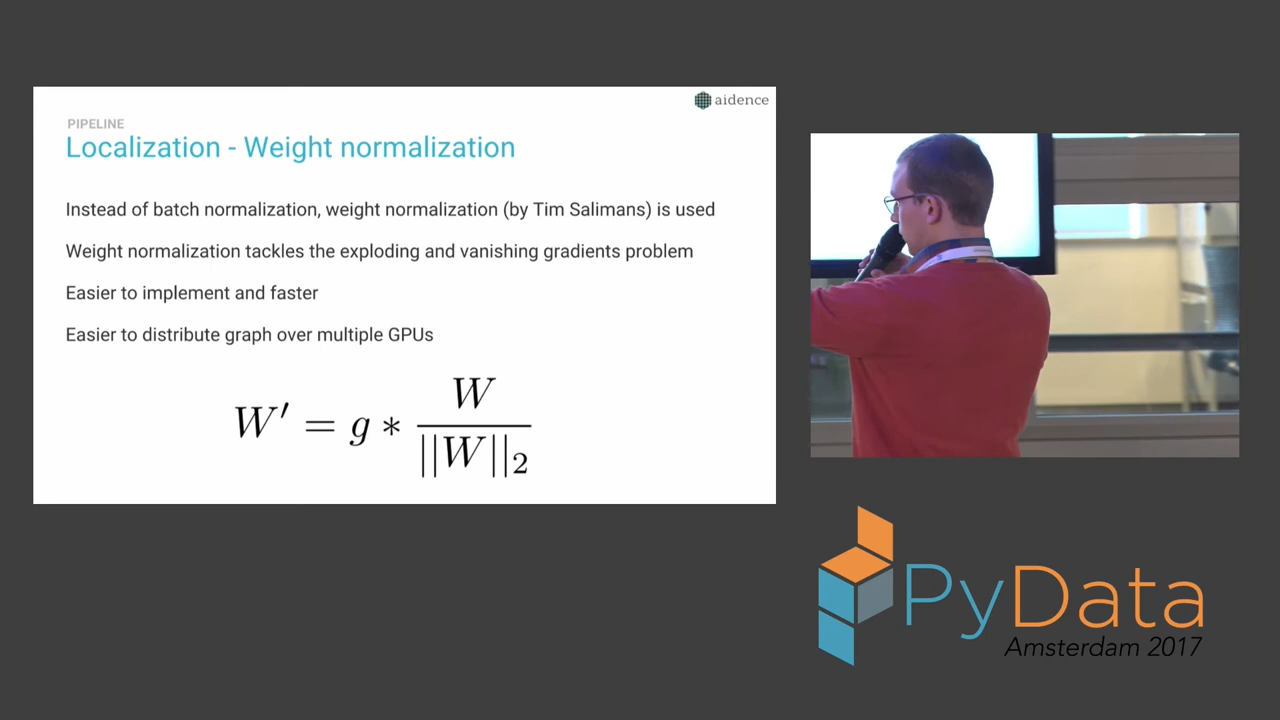 aidence
PIPELINE
Localization - Weight normalization
Instead of batch normalization, weight normalization (by Tim Salimans) is used
Weight normalization tackles the exploding and vanishing gradients problem
Easier to implement and faster
Easier to distribute graph over multiple GPUs
W′ = g * W / ||W||₂
PyData
Amsterdam 2017